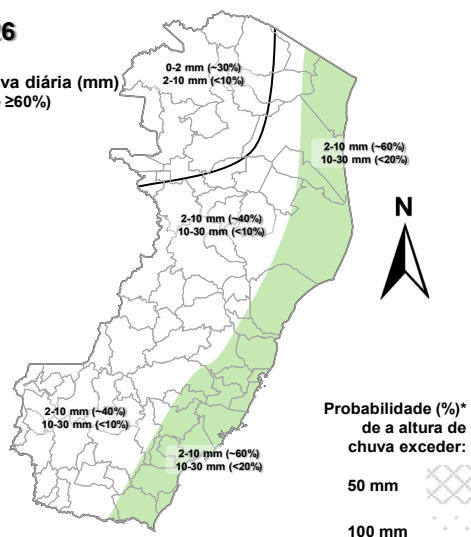 26
va diária (mm)
≥60%)
0-2 mm (~30%)
2-10 mm (<10%)
2-10 mm (~60%)
10-30 mm (<20%)
2-10 mm (~40%)
10-30 mm (<10%)
N
2-10 mm (~40%)
10-30 mm (<10%)
2-10 mm (~60%)
10-30 mm (<20%)
Probabilidade (%)*
de a altura de
chuva exceder:
50 mm
100 mm